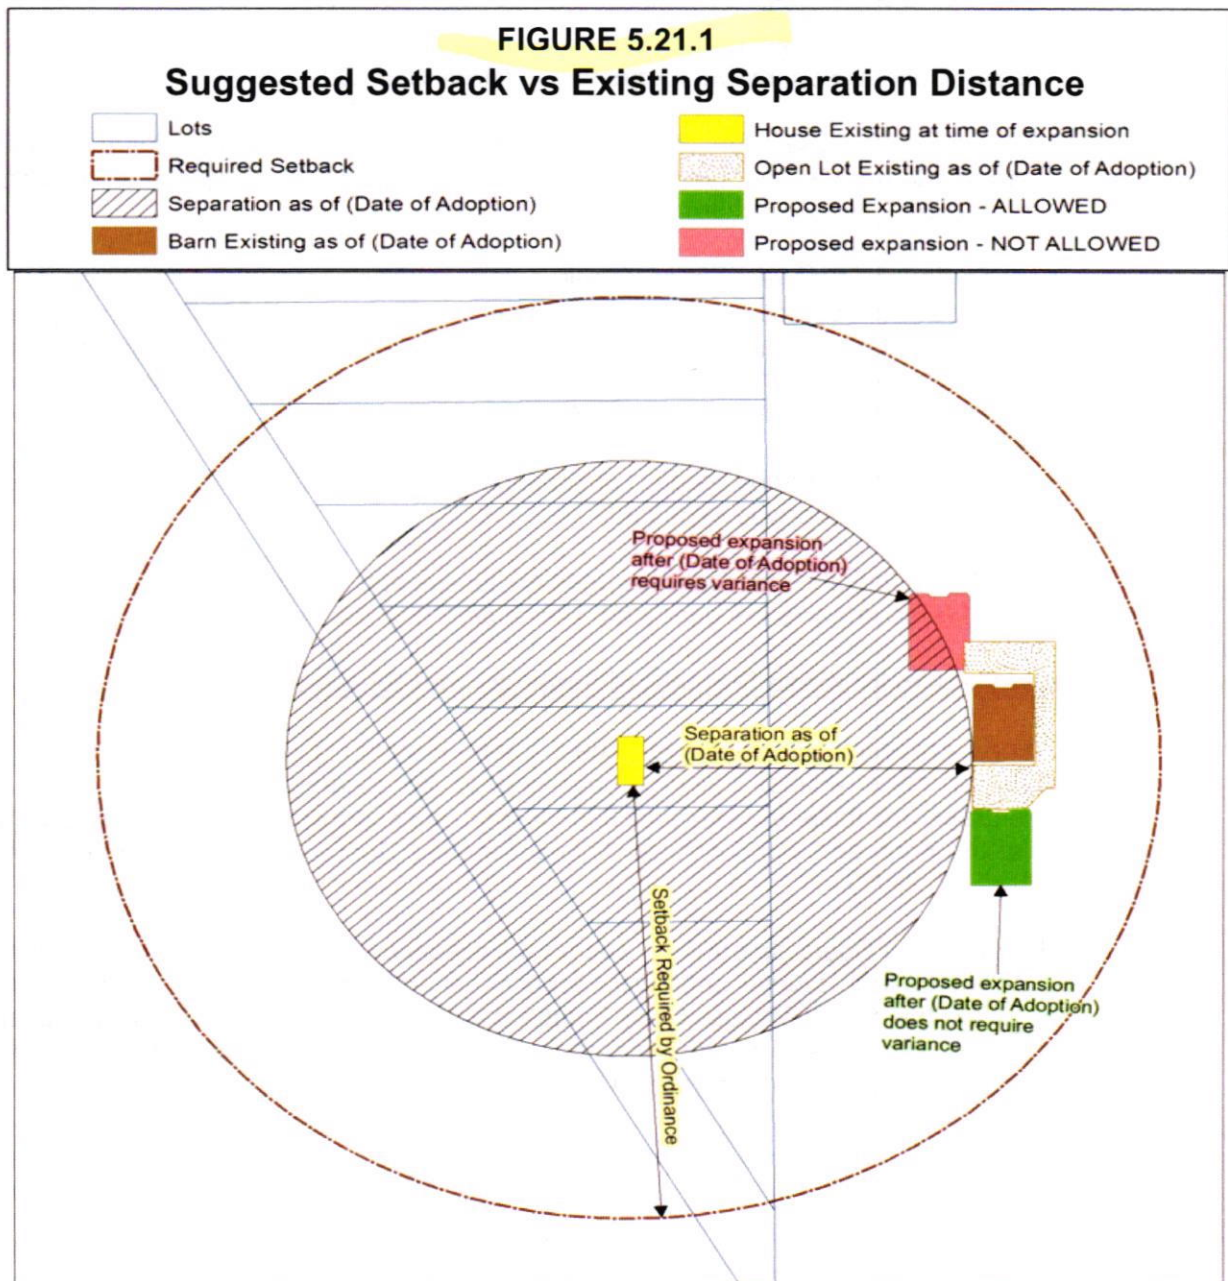 FIGURE 5.21.1
Suggested Setback vs Existing Separation Distance
Lots
Required Setback
Separation as of (Date of Adoption)
Barn Existing as of (Date of Adoption)
House Existing at time of expansion
Open Lot Existing as of (Date of Adoption)
Proposed Expansion - ALLOWED
Proposed expansion - NOT ALLOWED
Proposed expansion
after (Date of Adoption)
requires variance
Separation as of
(Date of Adoption)
Setback Required by Ordinance
Proposed expansion
after (Date of Adoption)
does not require
variance